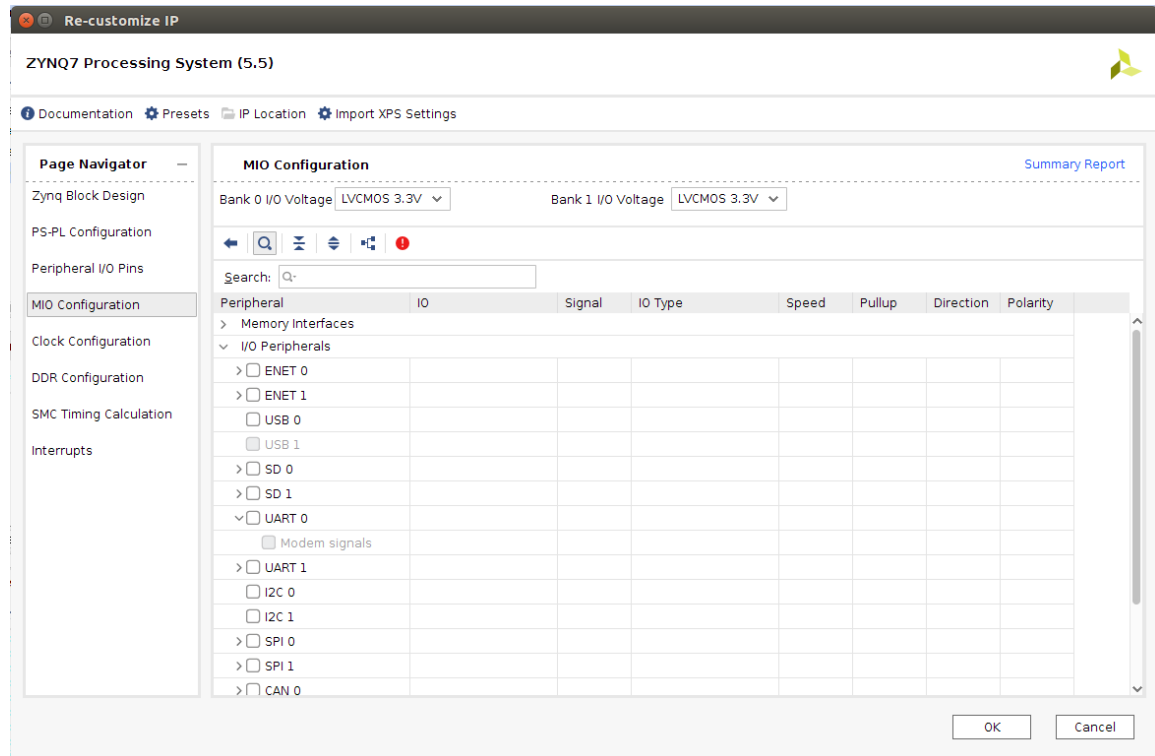 Re-customize IP
ZYNQ7 Processing System (5.5)
Documentation Presets IP Location Import XPS Settings
Page Navigator
Zynq Block Design
PS-PL Configuration
Peripheral I/O Pins
MIO Configuration
Clock Configuration
DDR Configuration
SMC Timing Calculation
Interrupts
MIO Configuration Summary Report
Bank 0 I/O Voltage LVCMOS 3.3V Bank 1 I/O Voltage LVCMOS 3.3V
Search:
Peripheral IO Signal IO Type Speed Pullup Direction Polarity
Memory Interfaces
I/O Peripherals
ENET 0
ENET 1
USB 0
USB 1
SD 0
SD 1
UART 0
Modem signals
UART 1
I2C 0
I2C 1
SPI 0
SPI 1
CAN 0
OK Cancel